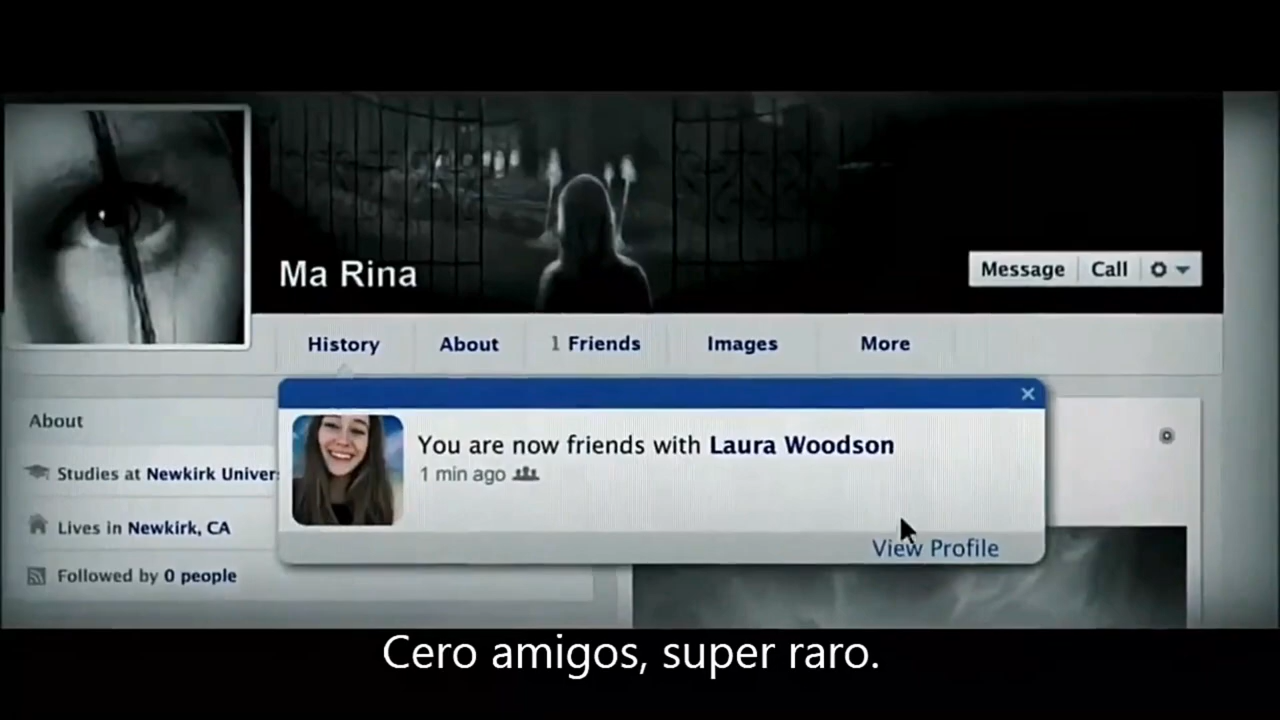 Ma Rina
Message Call
History About 1 Friends Images More
You are now friends with Laura Woodson
1 min ago
View Profile
About
Studies at Newkirk Univer
Lives in Newkirk, CA
Followed by 0 people
Cero amigos, super raro.